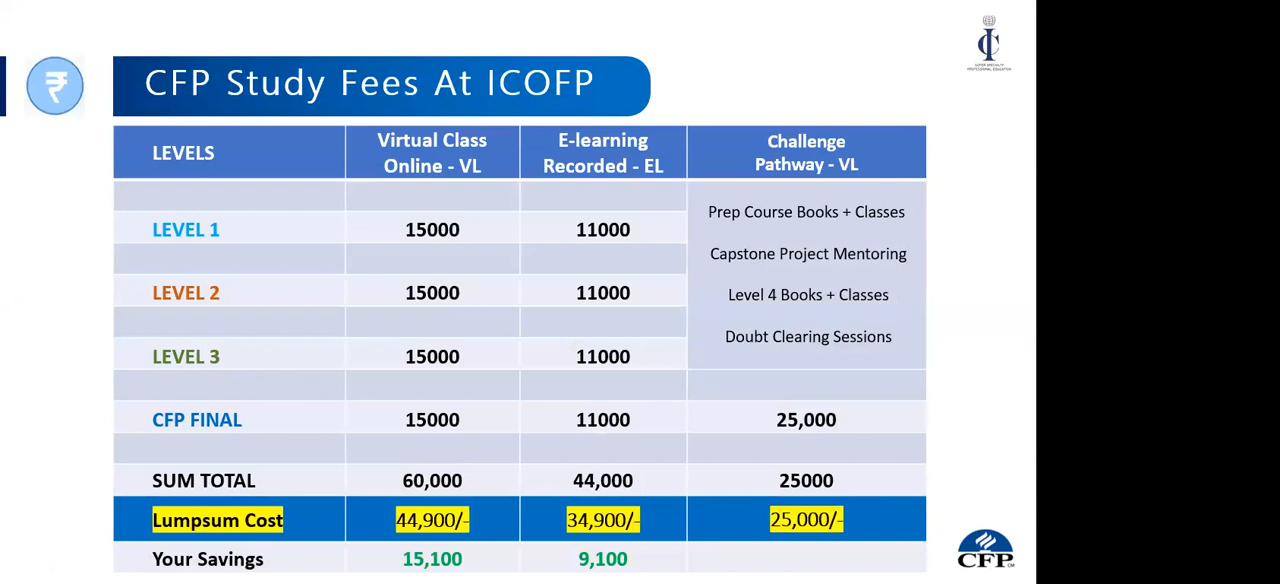 CFP Study Fees At ICOFP
₹
LEVELS
Virtual Class
Online - VL
E-learning
Recorded - EL
Challenge
Pathway - VL
LEVEL 1
15000
11000
Prep Course Books + Classes
Capstone Project Mentoring
LEVEL 2
15000
11000
Level 4 Books + Classes
Doubt Clearing Sessions
LEVEL 3
15000
11000
CFP FINAL
15000
11000
25,000
SUM TOTAL
60,000
44,000
25000
Lumpsum Cost
44,900/-
34,900/-
25,000/-
Your Savings
15,100
9,100
CFP